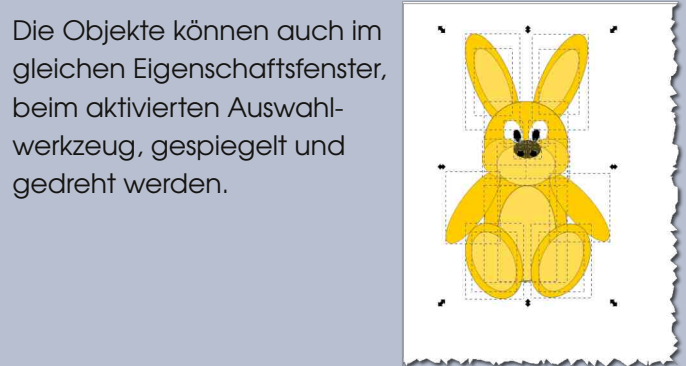 Die Objekte können auch im
gleichen Eigenschaftsfenster,
beim aktivierten Auswahl-
werkzeug, gespiegelt und
gedreht werden.